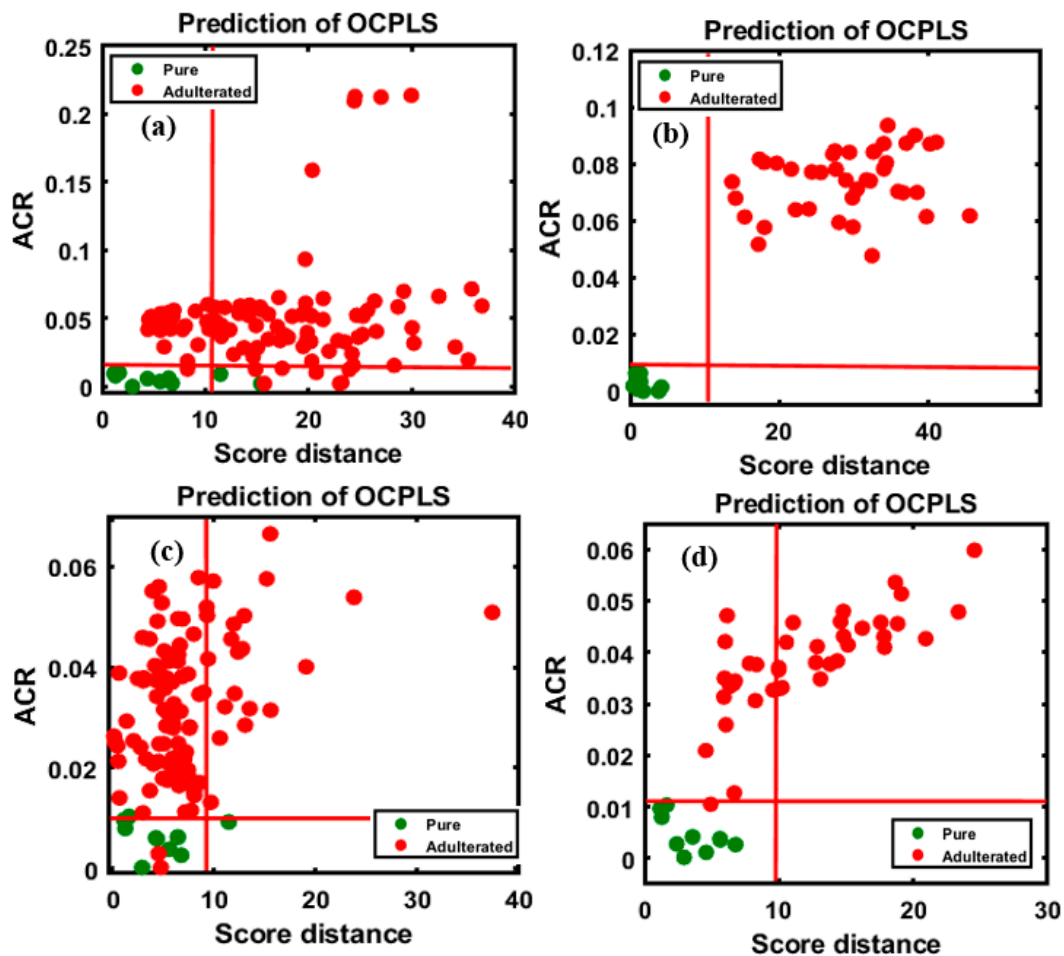 Prediction of OCPLS
0.25
0.2
0.15
0.1
0.05
0
ACR
Pure
Adulterated
(a)
0 10 20 30 40
Score distance
Prediction of OCPLS
0.12
0.1
0.08
0.06
0.04
0.02
0
ACR
Pure
Adulterated
(b)
0 20 40
Score distance
Prediction of OCPLS
0.06
0.04
0.02
0
ACR
(c)
Pure
Adulterated
0 10 20 30 40
Score distance
Prediction of OCPLS
0.06
0.05
0.04
0.03
0.02
0.01
0
ACR
(d)
Pure
Adulterated
0 10 20 30
Score distance